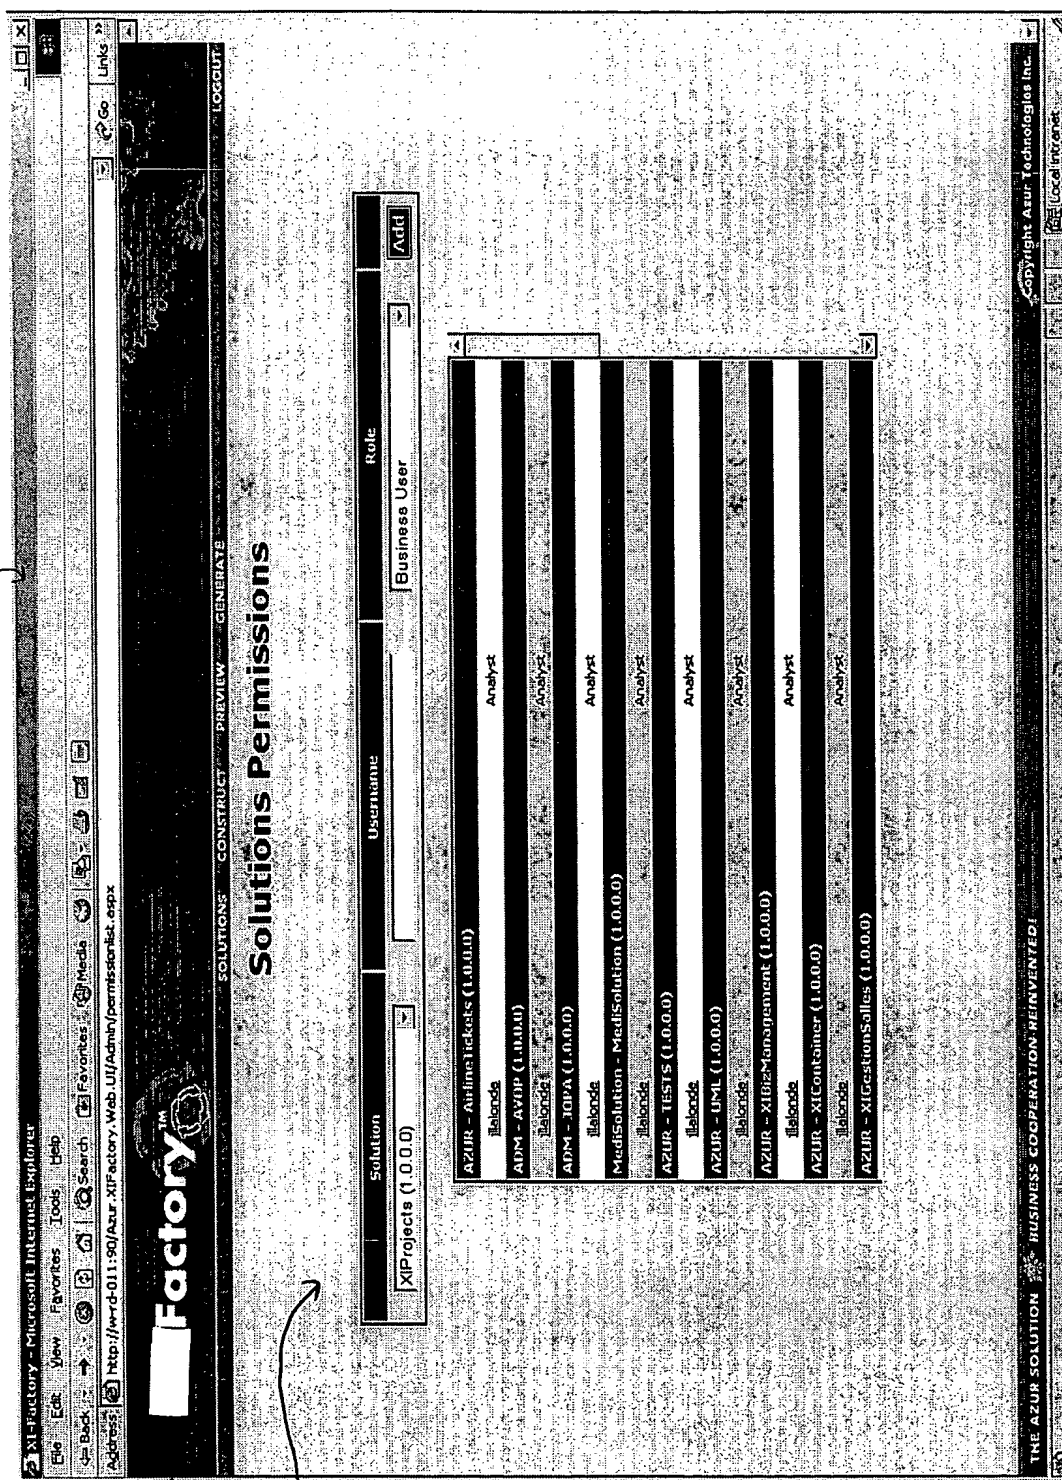 XI-Factory - Microsoft Internet Explorer
File Edit View Favorites Tools Help
Back Search Favorites Media
Address http://w-rd-011:90/Azur.XIFactory.Web.UI/Admin/permissionlist.aspx Go Links »
Factory™
SOLUTIONS CONSTRUCT PREVIEW GENERATE LOGOUT
Solutions Permissions
Solution Username Role
XIProjects (1.0.0.0) Business User Add
AZUR - AirlineTickets (1.0.0.0)
llalonde Analyst
ADM - AVDP (1.0.0.0)
llalonde Analyst
ADM - IOPA (1.0.0.0)
llalonde Analyst
MediSolution - MediSolution (1.0.0.0)
llalonde Analyst
AZUR - TESTS (1.0.0.0)
llalonde Analyst
AZUR - UML (1.0.0.0)
llalonde Analyst
AZUR - XIBizManagement (1.0.0.0)
llalonde Analyst
AZUR - XIContainer (1.0.0.0)
llalonde Analyst
AZUR - XIGestionSalles (1.0.0.0)
THE AZUR SOLUTION BUSINESS COOPERATION REINVENTED! Copyright Azur Technologies Inc.
Local intranet